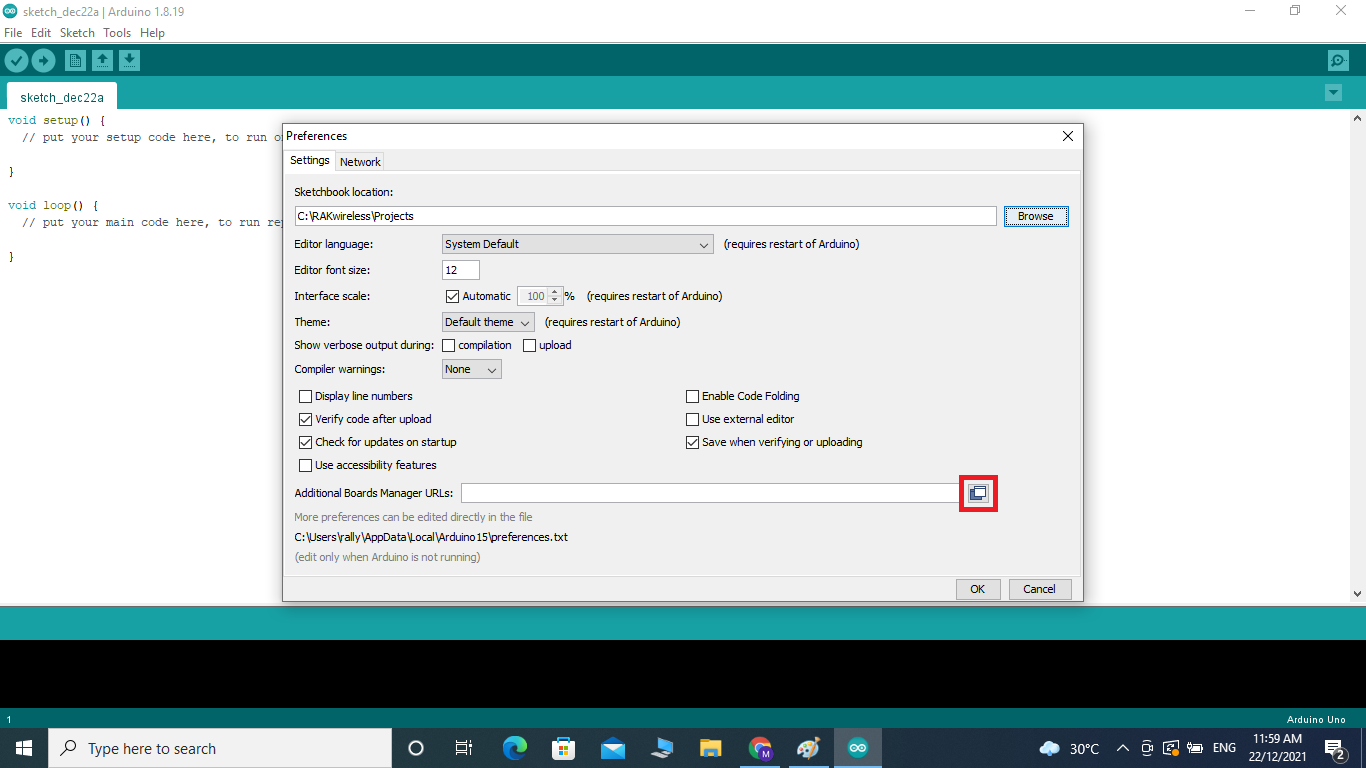 sketch_dec22a | Arduino 1.8.19
File Edit Sketch Tools Help
sketch_dec22a
void setup() {
// put your setup code here, to run
}
void loop() {
// put your main code here, to run
}
Preferences
Settings Network
Sketchbook location:
C:\RAKwireless\Projects Browse
Editor language: System Default (requires restart of Arduino)
Editor font size: 12
Interface scale: Automatic 100 % (requires restart of Arduino)
Theme: Default theme (requires restart of Arduino)
Show verbose output during: compilation upload
Compiler warnings: None
Display line numbers Enable Code Folding
Verify code after upload Use external editor
Check for updates on startup Save when verifying or uploading
Use accessibility features
Additional Boards Manager URLs:
More preferences can be edited directly in the file
C:\Users\rally\AppData\Local\Arduino15\preferences.txt
(edit only when Arduino is not running)
OK Cancel
1 Arduino Uno
Type here to search M 30°C ENG 11:59 AM
22/12/2021 2